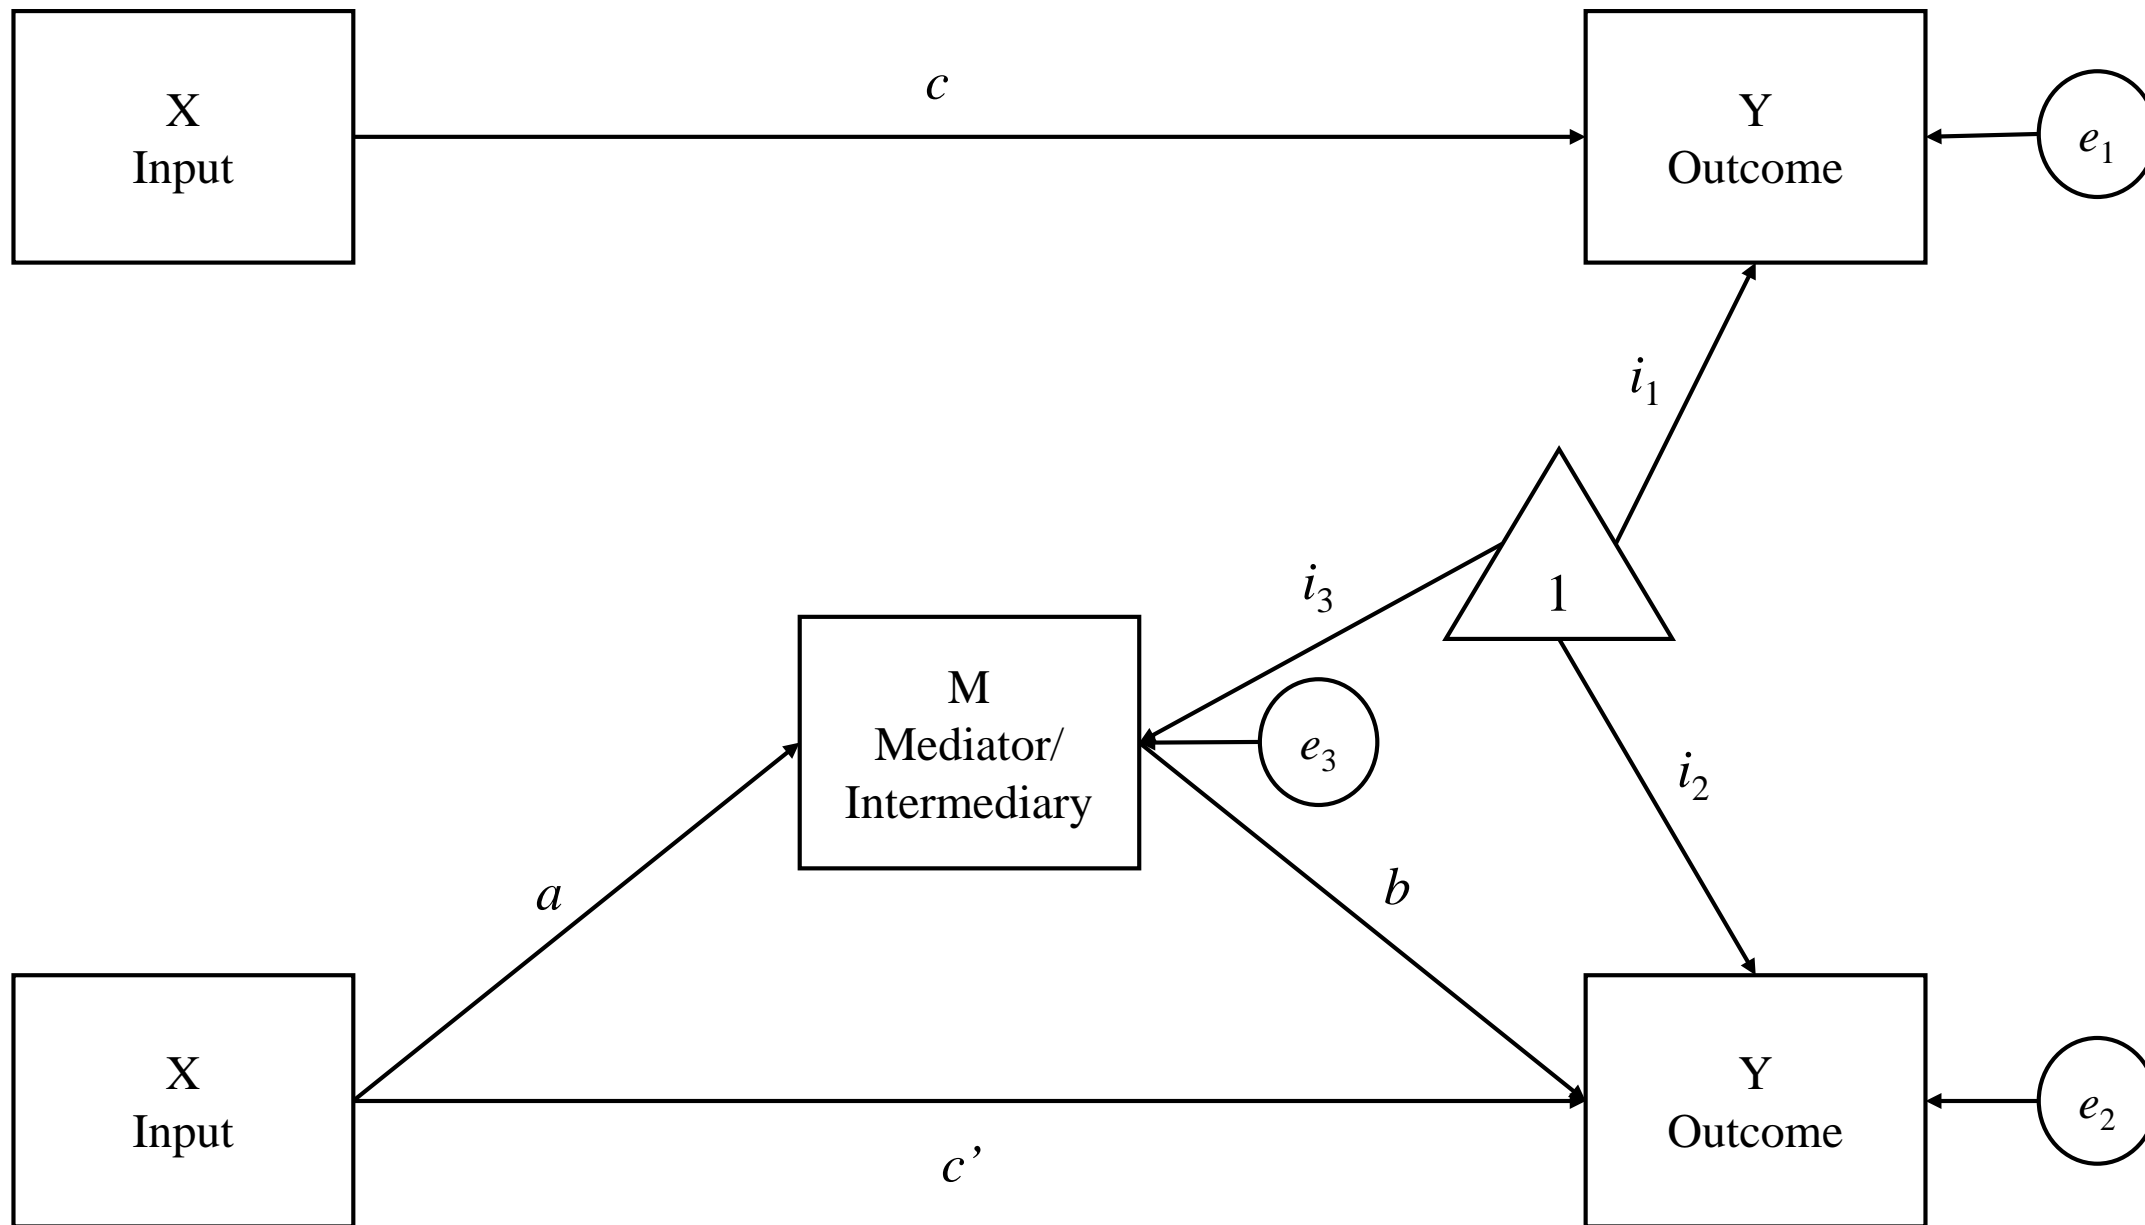 X
Input
c
Y
Outcome
e₁
i₁
1
i₃
M
Mediator/
Intermediary
e₃
i₂
a
b
X
Input
c’
Y
Outcome
e₂